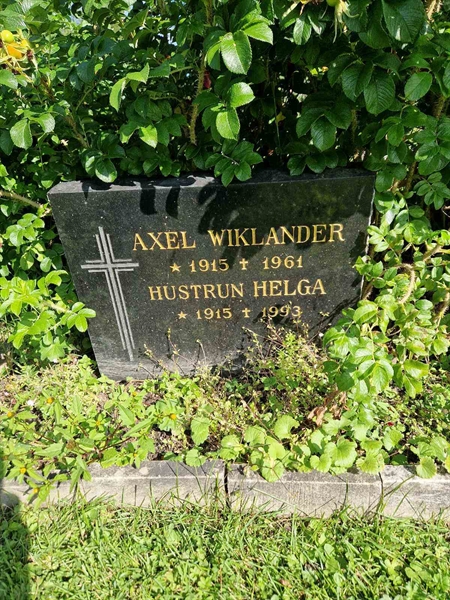 AXEL WIKLANDER
★ 1915 ✝ 1961
HUSTRUN HELGA
★ 1915 ✝ 1993